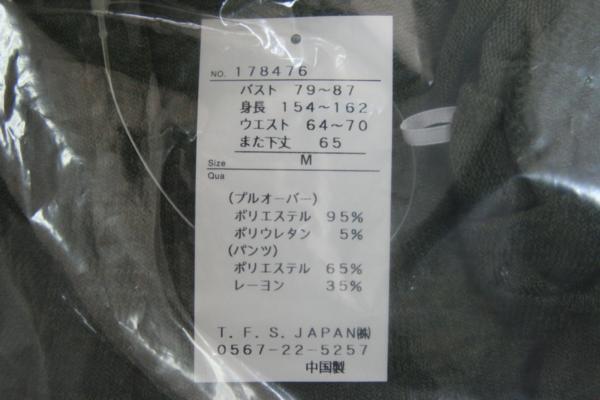 NO. 178476
バスト 79～87
身長 154～162
ウエスト 64～70
また下丈 65
Size M
Qua
(プルオーバー)
ポリエステル 95%
ポリウレタン 5%
(パンツ)
ポリエステル 65%
レーヨン 35%
T.F.S.JAPAN㈱
0567-22-5257
中国製